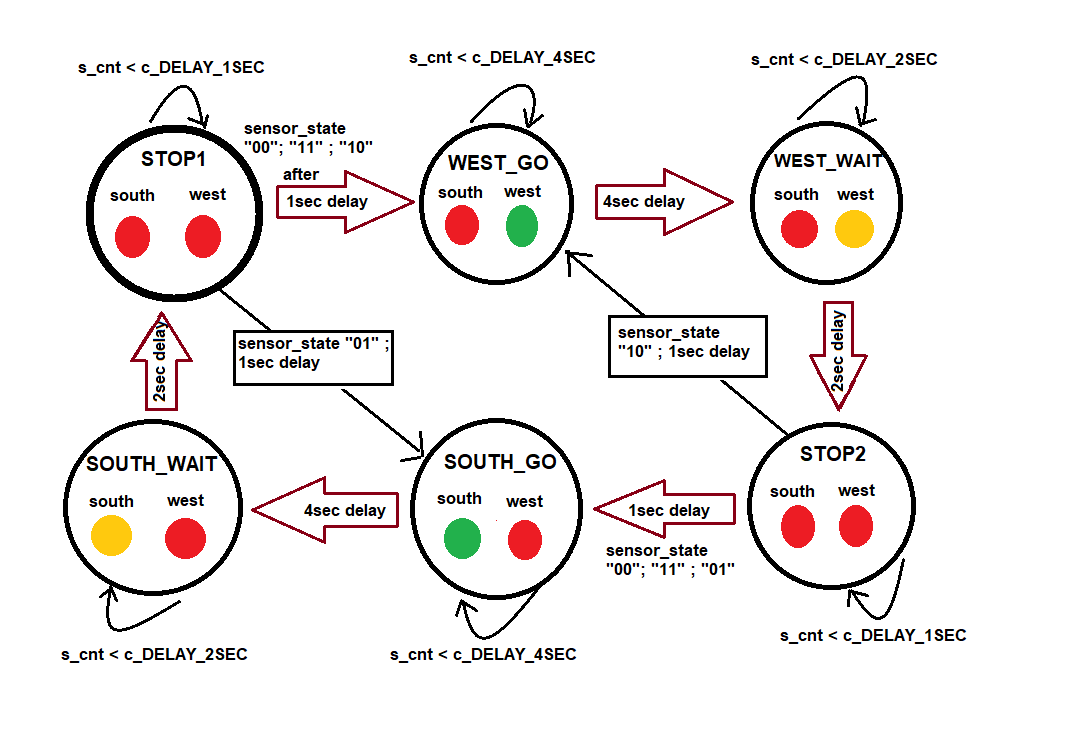 s_cnt < c_DELAY_1SEC
s_cnt < c_DELAY_4SEC
s_cnt < c_DELAY_2SEC
STOP1
south west
sensor_state
"00"; "11" ; "10"
after
1sec delay
WEST_GO
south west
4sec delay
WEST_WAIT
south west
2sec delay
sensor_state "01" ;
1sec delay
sensor_state
"10" ; 1sec delay
2sec delay
SOUTH_WAIT
south west
4sec delay
SOUTH_GO
south west
1sec delay
sensor_state
"00"; "11" ; "01"
STOP2
south west
s_cnt < c_DELAY_2SEC
s_cnt < c_DELAY_4SEC
s_cnt < c_DELAY_1SEC